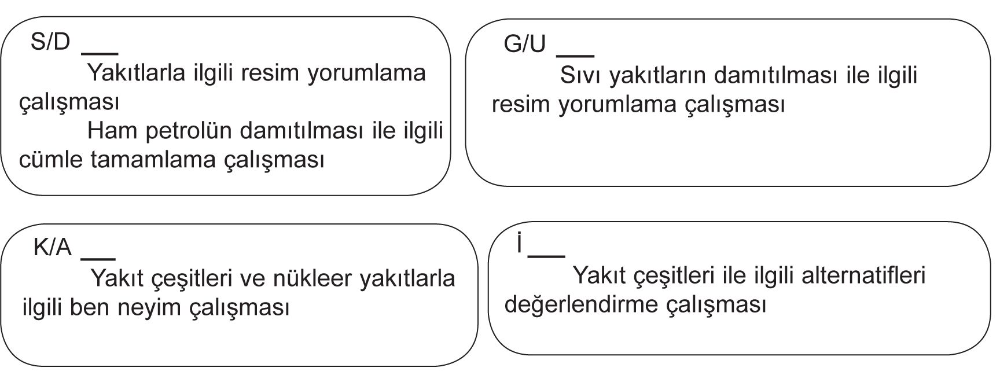 S/D ___
Yakıtlarla ilgili resim yorumlama
çalışması
Ham petrolün damıtılması ile ilgili
cümle tamamlama çalışması
G/U ___
Sıvı yakıtların damıtılması ile ilgili
resim yorumlama çalışması
K/A ___
Yakıt çeşitleri ve nükleer yakıtlarla
ilgili ben neyim çalışması
İ ___
Yakıt çeşitleri ile ilgili alternatifleri
değerlendirme çalışması